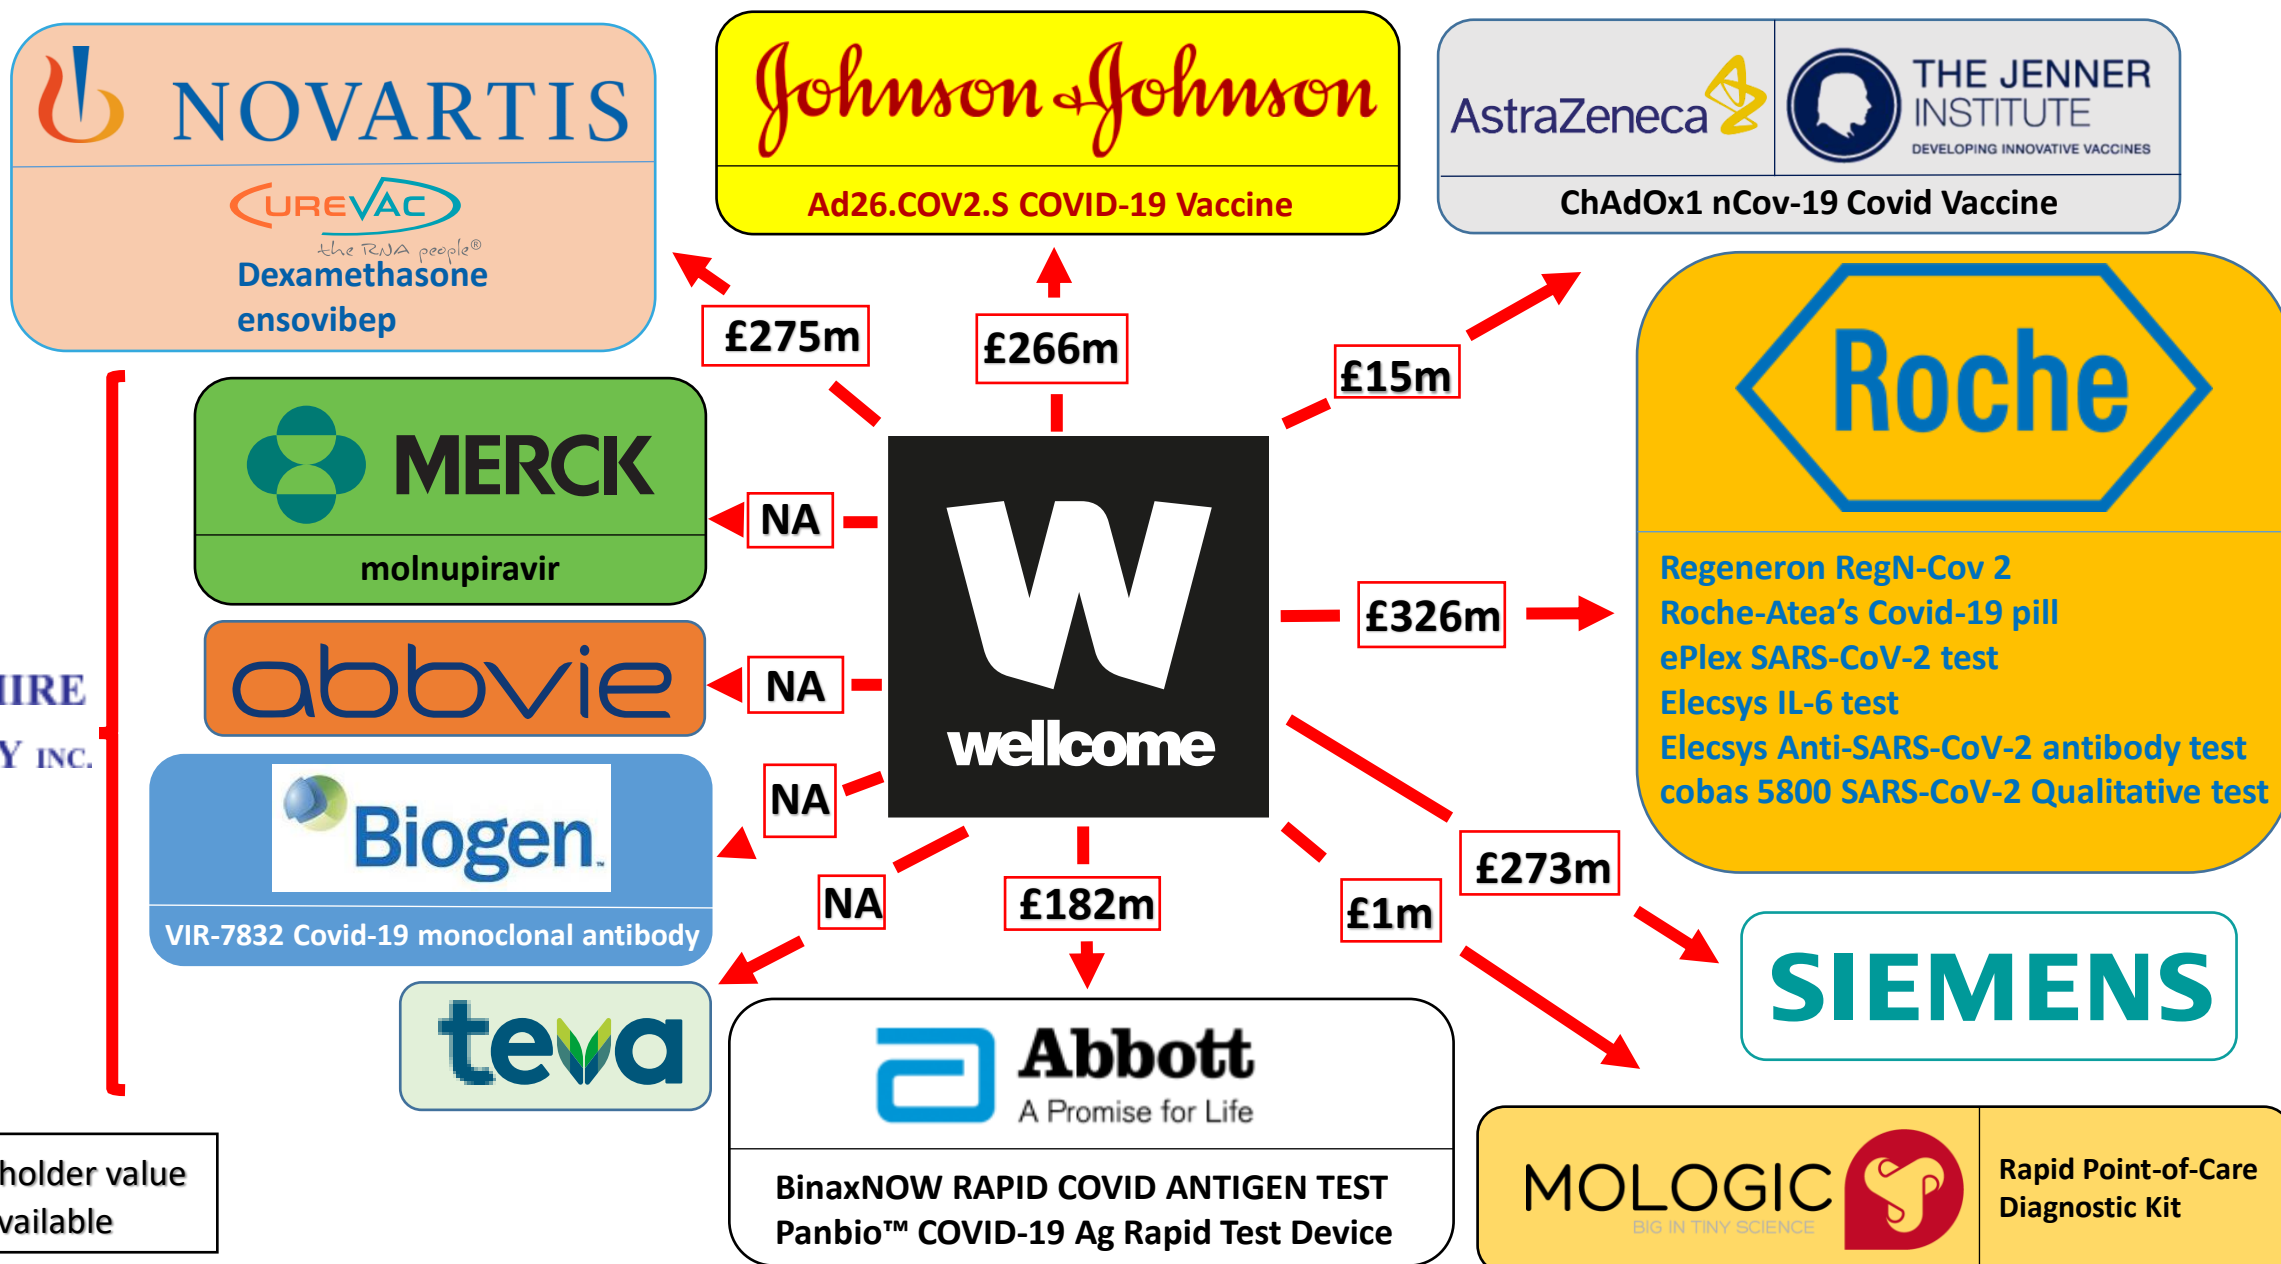 NOVARTIS
CUREVAC
the RNA people®
Dexamethasone
ensovibep
Johnson & Johnson
Ad26.COV2.S COVID-19 Vaccine
AstraZeneca
THE JENNER
INSTITUTE
DEVELOPING INNOVATIVE VACCINES
ChAdOx1 nCov-19 Covid Vaccine
£275m
£266m
£15m
MERCK
molnupiravir
NA
abbvie
NA
Biogen™
VIR-7832 Covid-19 monoclonal antibody
NA
teva
NA
W
wellcome
Roche
Regeneron RegN-Cov 2
Roche-Atea's Covid-19 pill
ePlex SARS-CoV-2 test
Elecsys IL-6 test
Elecsys Anti-SARS-CoV-2 antibody test
cobas 5800 SARS-CoV-2 Qualitative test
£326m
£273m
SIEMENS
£182m
£1m
Abbott
A Promise for Life
BinaxNOW RAPID COVID ANTIGEN TEST
Panbio™ COVID-19 Ag Rapid Test Device
MOLOGIC
BIG IN TINY SCIENCE
Rapid Point-of-Care
Diagnostic Kit
INC.
holder value